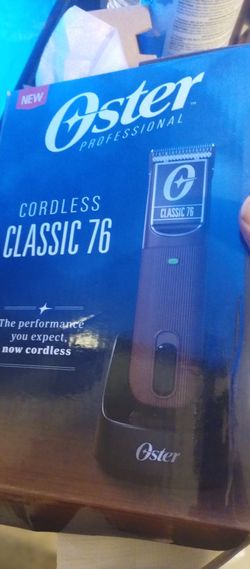 NEW
Oster
PROFESSIONAL
CORDLESS
CLASSIC 76
O
CLASSIC 76
The performance
you expect,
now cordless
Oster